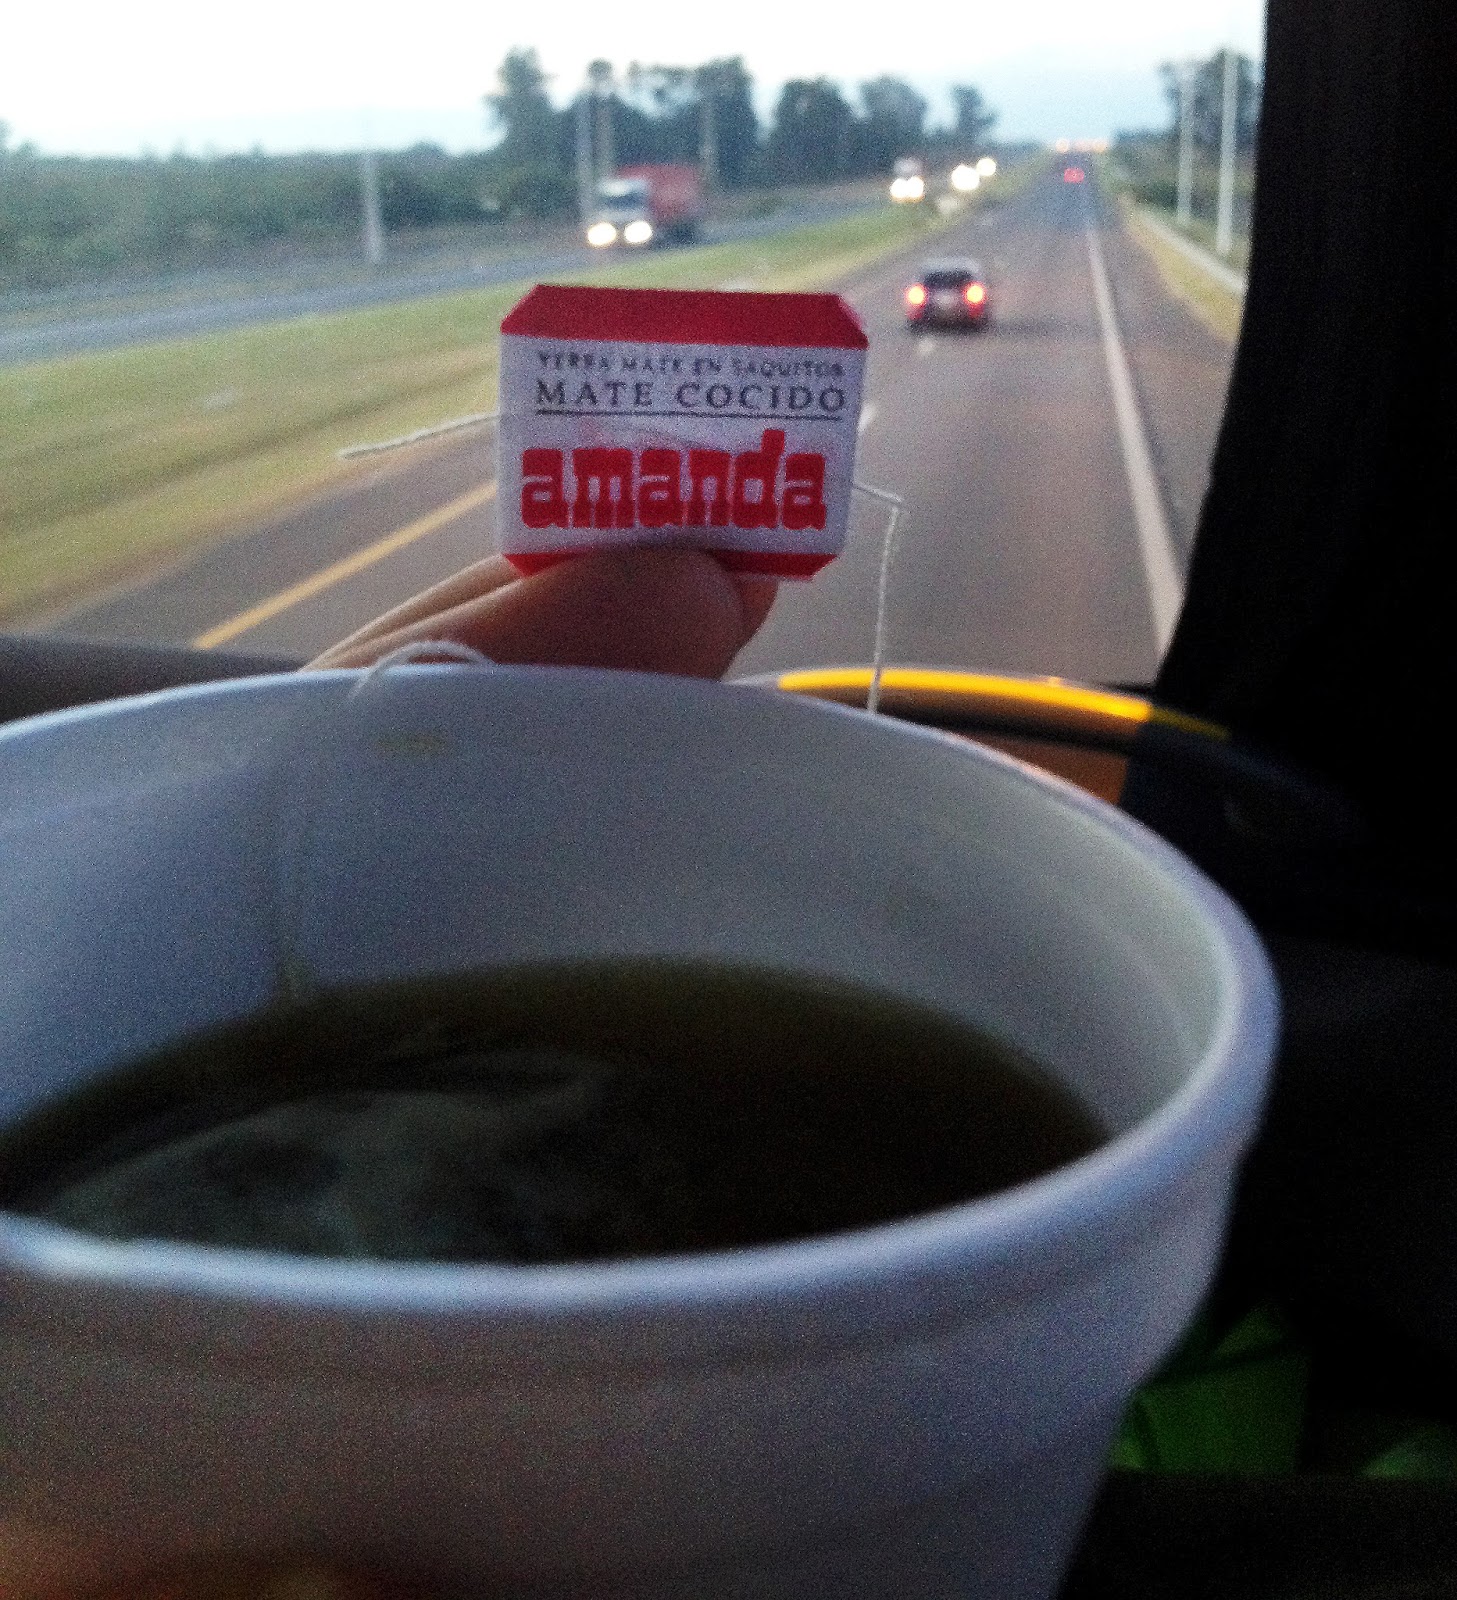 YERBA MATE EN SAQUITOS
MATE COCIDO
amanda